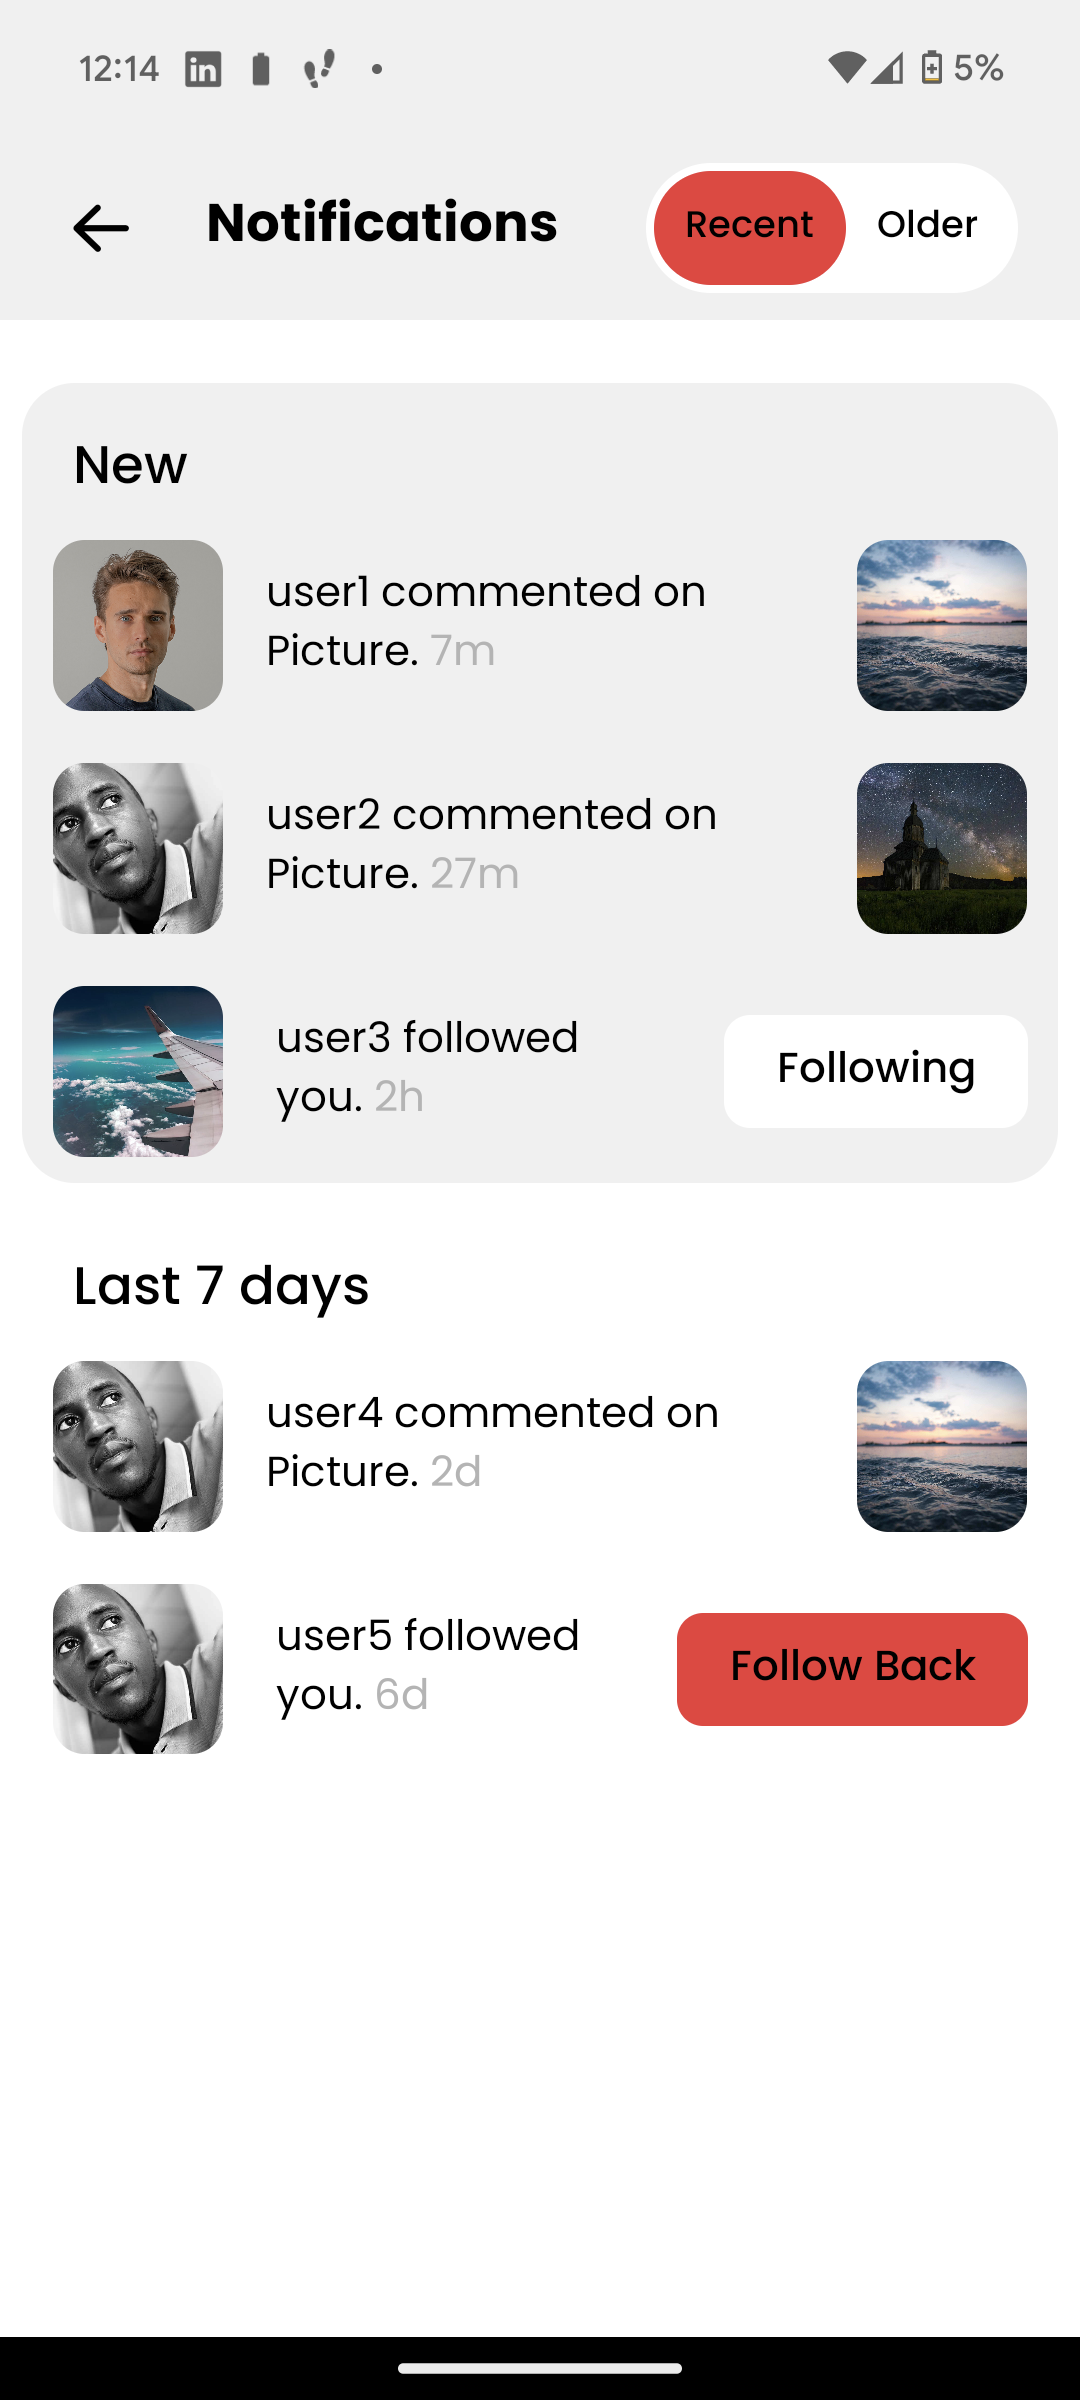 12:14 in 5%
Notifications Recent Older
New
user1 commented on
Picture. 7m
user2 commented on
Picture. 27m
user3 followed
you. 2h
Following
Last 7 days
user4 commented on
Picture. 2d
user5 followed
you. 6d
Follow Back